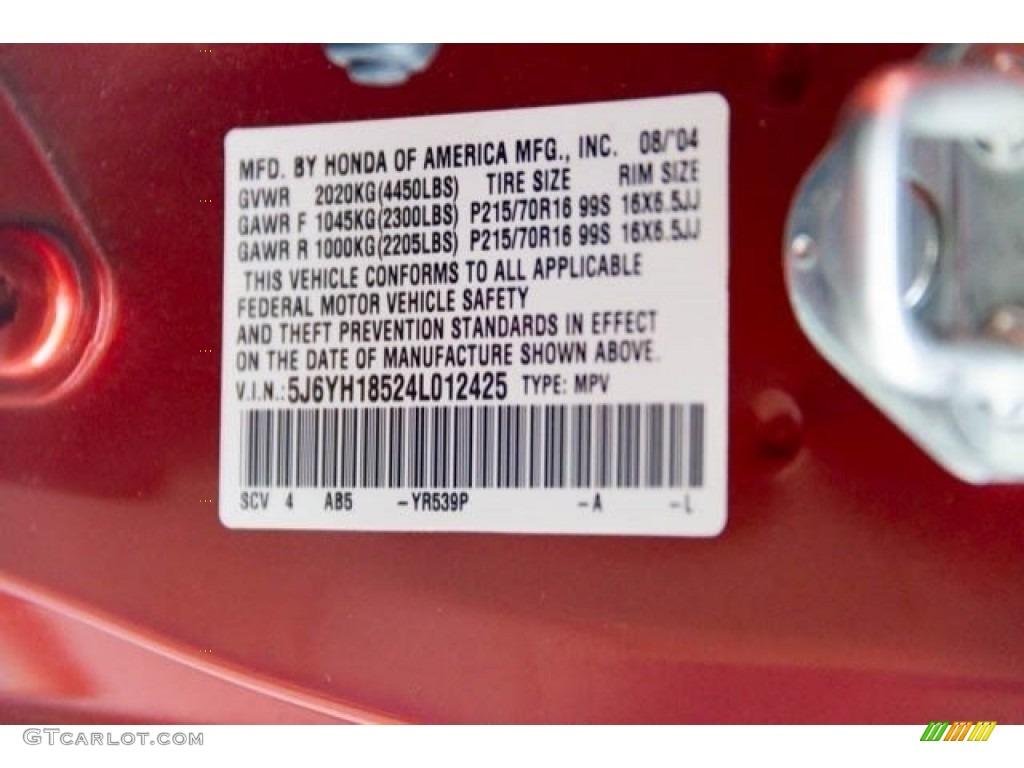 MFD. BY HONDA OF AMERICA MFG., INC. 08/'04
GVWR 2020KG(4450LBS) TIRE SIZE RIM SIZE
GAWR F 1045KG(2300LBS) P215/70R16 99S 16X6.5JJ
GAWR R 1000KG(2205LBS) P215/70R16 99S 16X6.5JJ
THIS VEHICLE CONFORMS TO ALL APPLICABLE
FEDERAL MOTOR VEHICLE SAFETY
AND THEFT PREVENTION STANDARDS IN EFFECT
ON THE DATE OF MANUFACTURE SHOWN ABOVE.
V.I.N.: 5J6YH18524L012425 TYPE: MPV
SCV 4 AB5 -YR539P -A -L
GTCARLOT.COM